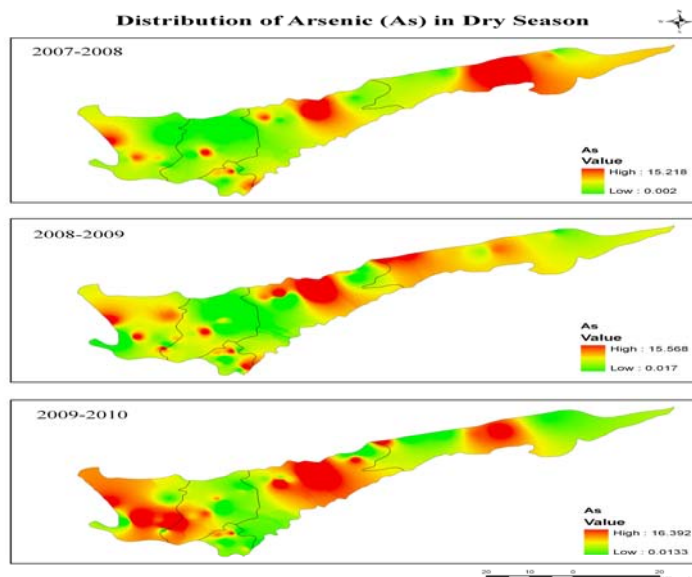 Distribution of Arsenic (As) in Dry Season
2007-2008
As
Value
High : 15.218
Low : 0.002
2008-2009
As
Value
High : 15.568
Low : 0.017
2009-2010
As
Value
High : 16.392
Low : 0.0133
20 10 0 20